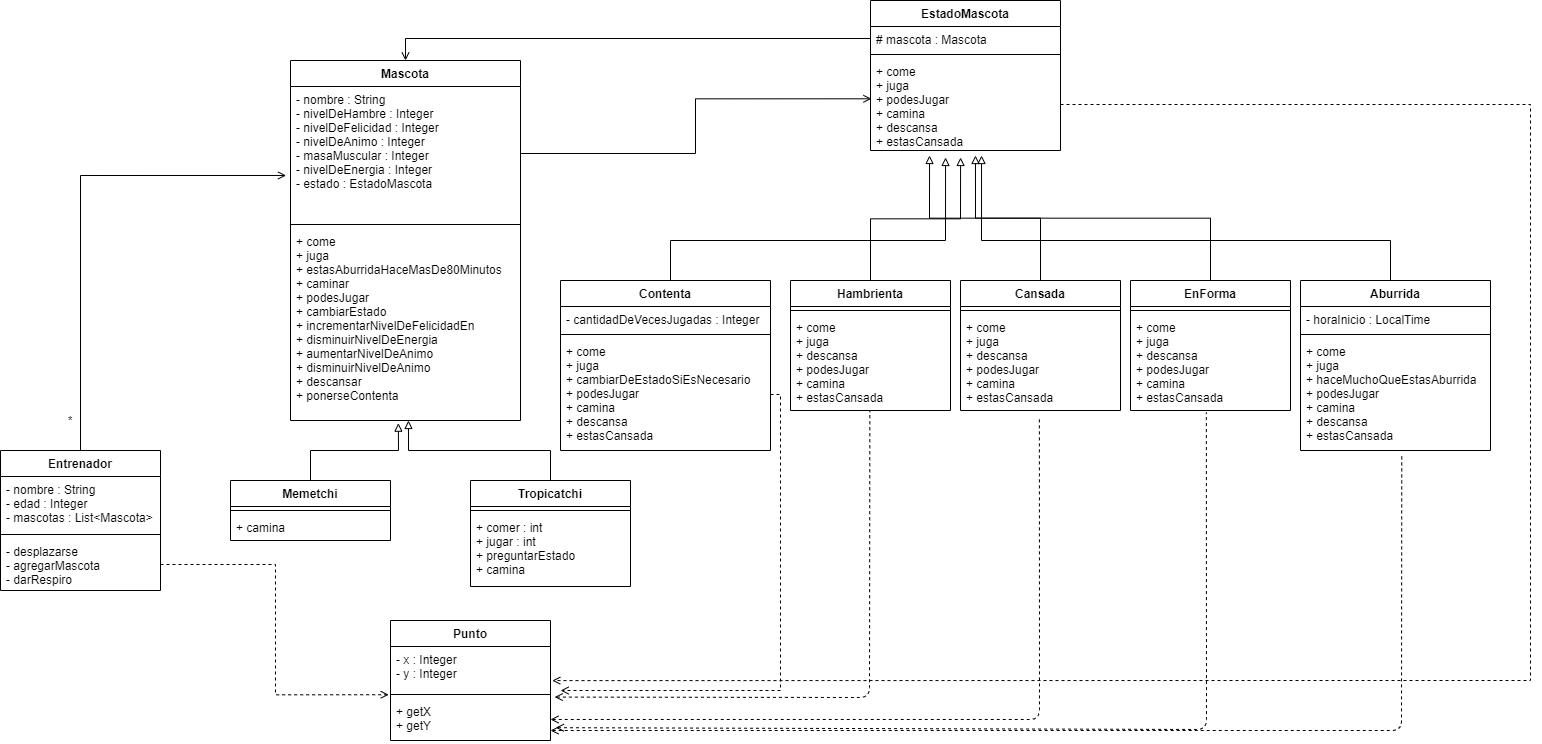 EstadoMascota
# mascota : Mascota
+ come
+ juga
+ podesJugar
+ camina
+ descansa
+ estasCansada
Mascota
- nombre : String
- nivelDeHambre : Integer
- nivelDeFelicidad : Integer
- nivelDeAnimo : Integer
- masaMuscular : Integer
- nivelDeEnergia : Integer
- estado : EstadoMascota
+ come
+ juga
+ estasAburridaHaceMasDe80Minutos
+ caminar
+ podesJugar
+ cambiarEstado
+ incrementarNivelDeFelicidadEn
+ disminuirNivelDeEnergia
+ aumentarNivelDeAnimo
+ disminuirNivelDeAnimo
+ descansar
+ ponerseContenta
Contenta
- cantidadDeVecesJugadas : Integer
+ come
+ juga
+ cambiarDeEstadoSiEsNecesario
+ podesJugar
+ camina
+ descansa
+ estasCansada
Hambrienta
+ come
+ juga
+ descansa
+ podesJugar
+ camina
+ estasCansada
Cansada
+ come
+ juga
+ descansa
+ podesJugar
+ camina
+ estasCansada
EnForma
+ come
+ juga
+ descansa
+ podesJugar
+ camina
+ estasCansada
Aburrida
- horaInicio : LocalTime
+ come
+ juga
+ haceMuchoQueEstasAburrida
+ podesJugar
+ camina
+ descansa
+ estasCansada
*
Entrenador
- nombre : String
- edad : Integer
- mascotas : List<Mascota>
- desplazarse
- agregarMascota
- darRespiro
Memetchi
+ camina
Tropicatchi
+ comer : int
+ jugar : int
+ preguntarEstado
+ camina
Punto
- x : Integer
- y : Integer
+ getX
+ getY